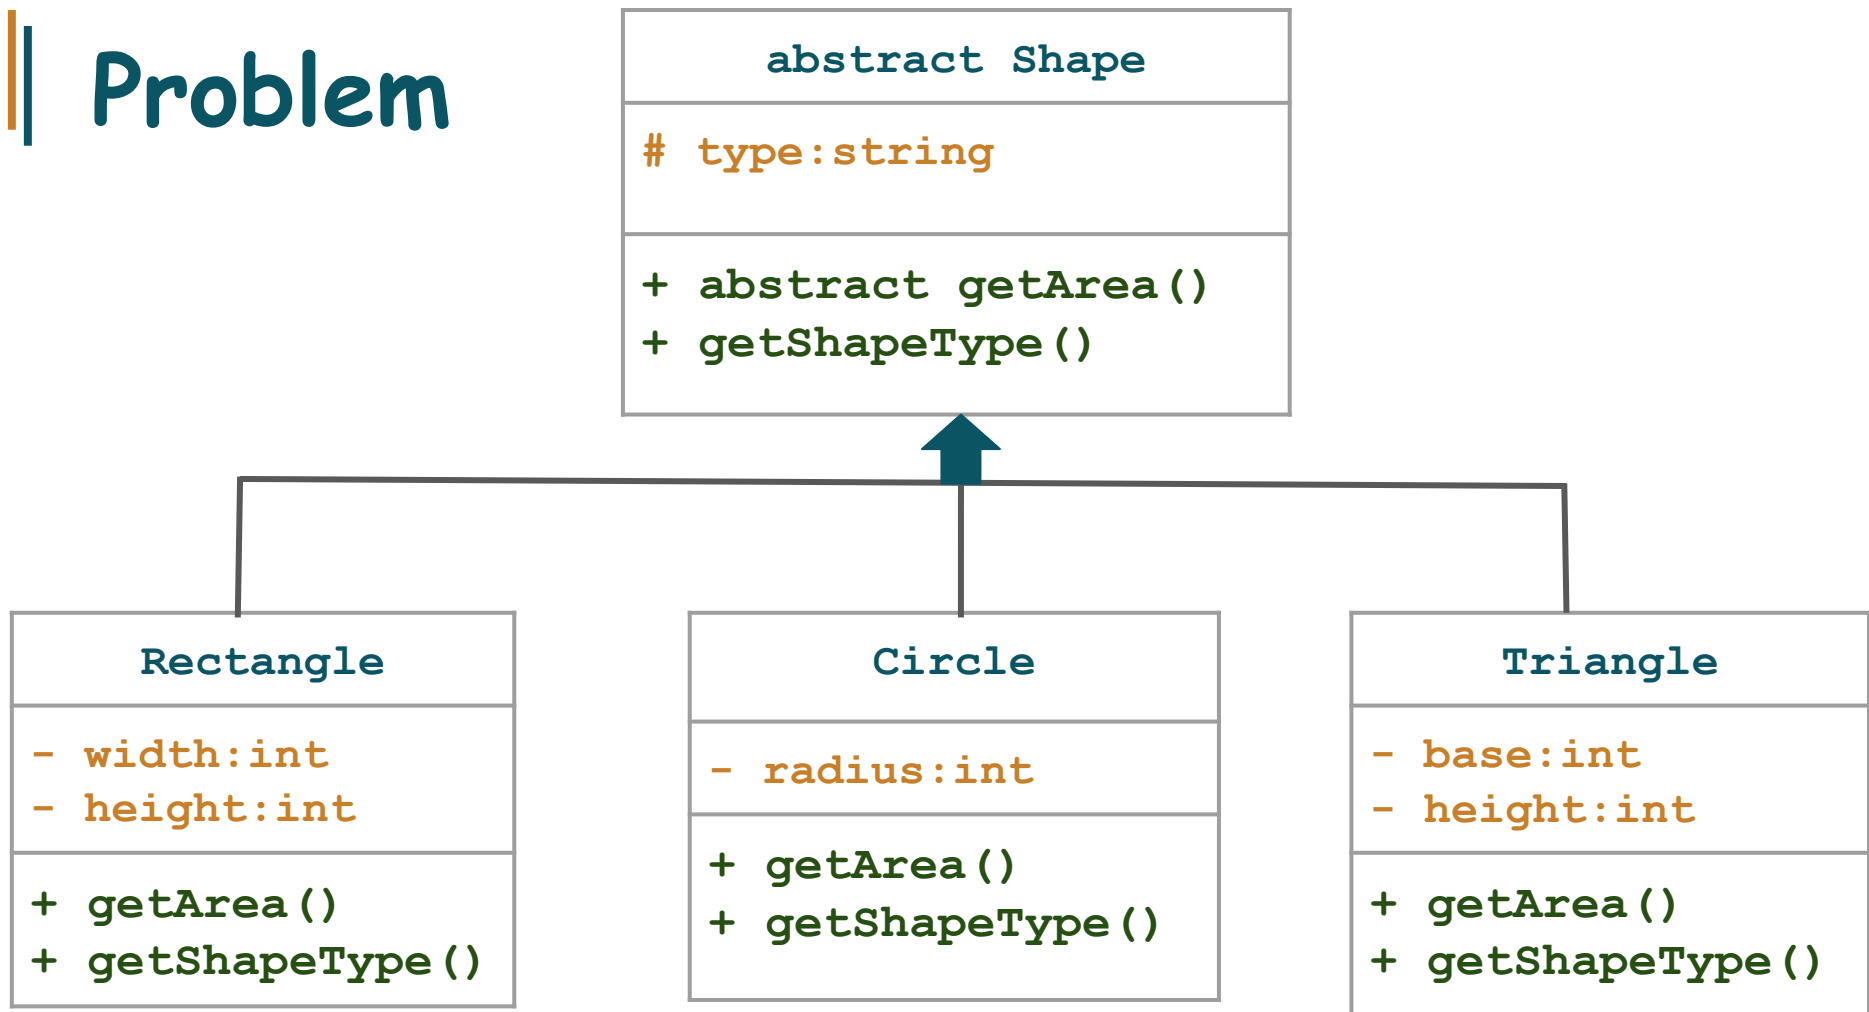 Problem
abstract Shape
# type:string
+ abstract getArea()
+ getShapeType()
Rectangle
- width:int
- height:int
+ getArea()
+ getShapeType()
Circle
- radius:int
+ getArea()
+ getShapeType()
Triangle
- base:int
- height:int
+ getArea()
+ getShapeType()